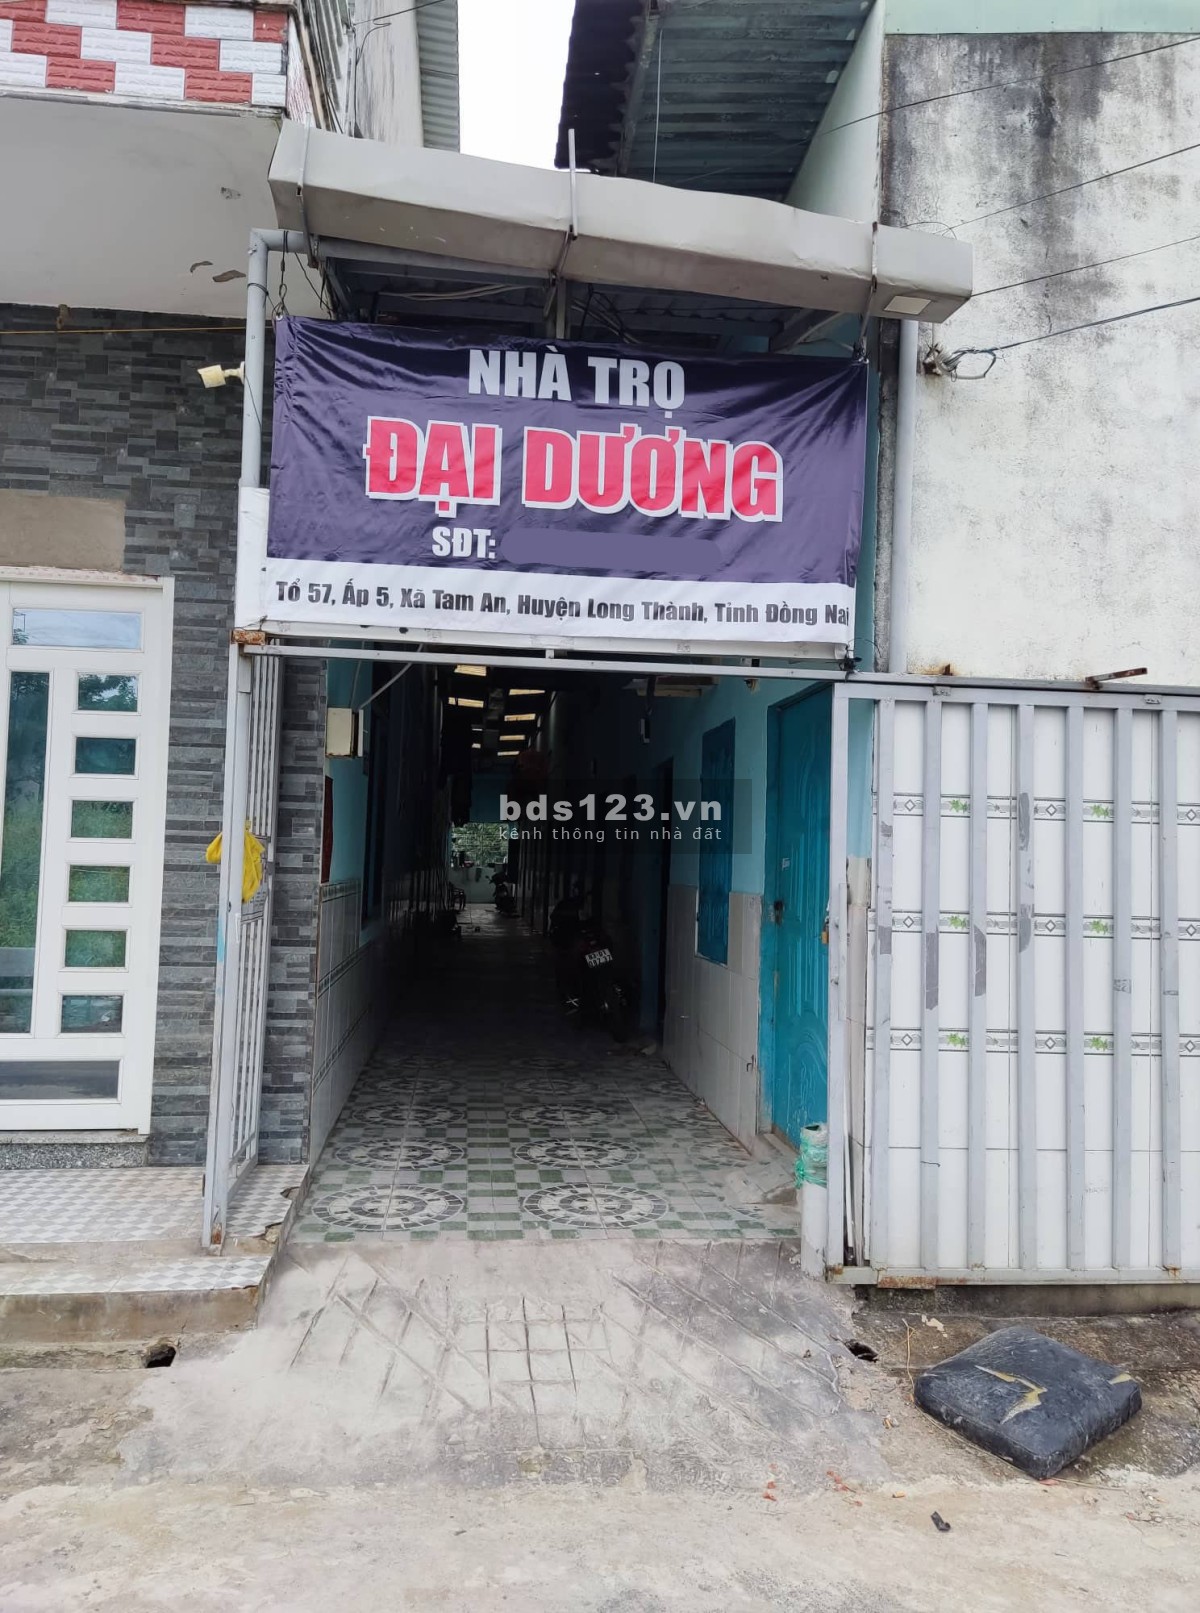 NHÀ TRỌ
ĐẠI DƯƠNG
SĐT:
Tổ 57, Ấp 5, Xã Tam An, Huyện Long Thành, Tỉnh Đồng Nai
bds123.vn
kênh thông tin nhà đất